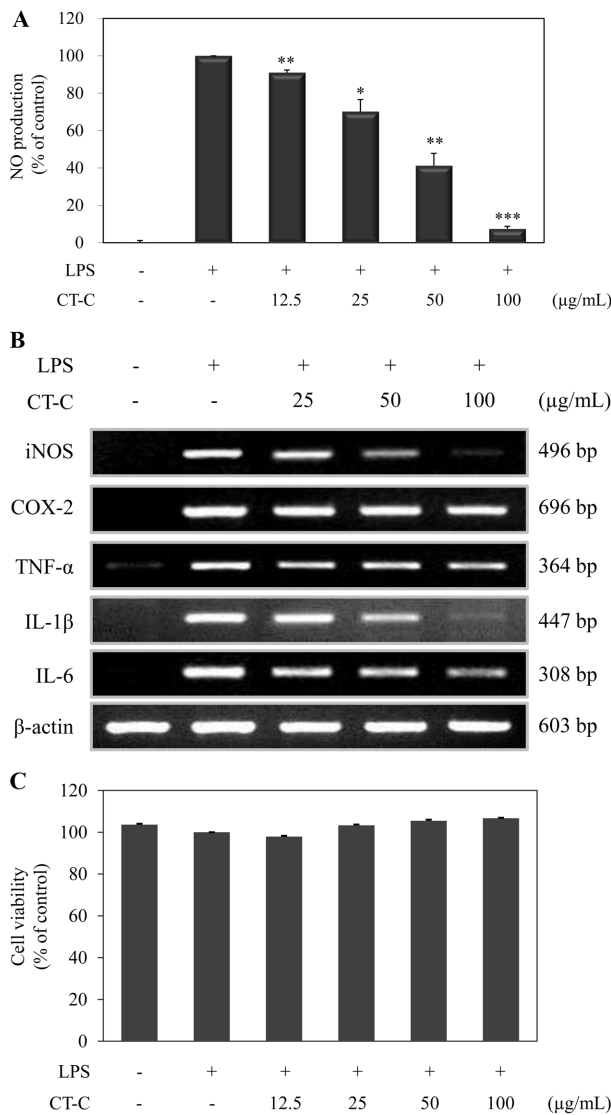 A
120
100
80
60
40
20
0
NO production
(% of control)
**
*
**
***
LPS - + + + + +
CT-C - - 12.5 25 50 100 (µg/mL)
B
LPS - + + + +
CT-C - - 25 50 100 (µg/mL)
iNOS 496 bp
COX-2 696 bp
TNF-α 364 bp
IL-1β 447 bp
IL-6 308 bp
β-actin 603 bp
C
120
100
80
60
40
20
0
Cell viability
(% of control)
LPS - + + + + +
CT-C - - 12.5 25 50 100 (µg/mL)